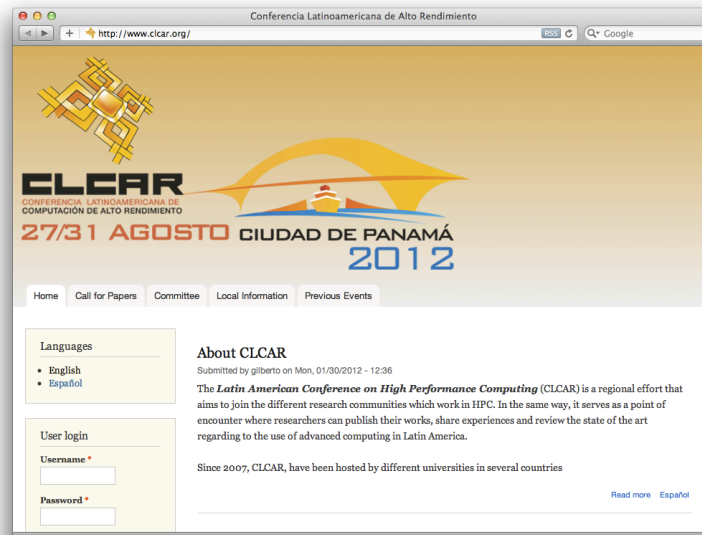 Conferencia Latinoamericana de Alto Rendimiento
http://www.clcar.org/
RSS
Google
CLCAR
CONFERENCIA LATINOAMERICANA DE
COMPUTACIÓN DE ALTO RENDIMIENTO
27/31 AGOSTO CIUDAD DE PANAMÁ
2012
Home Call for Papers Committee Local Information Previous Events
Languages
English
Español
User login
Username *
Password *
About CLCAR
Submitted by gilberto on Mon, 01/30/2012 - 12:36
The Latin American Conference on High Performance Computing (CLCAR) is a regional effort that
aims to join the different research communities which work in HPC. In the same way, it serves as a point of
encounter where researchers can publish their works, share experiences and review the state of the art
regarding to the use of advanced computing in Latin America.
Since 2007, CLCAR, have been hosted by different universities in several countries
Read more Español